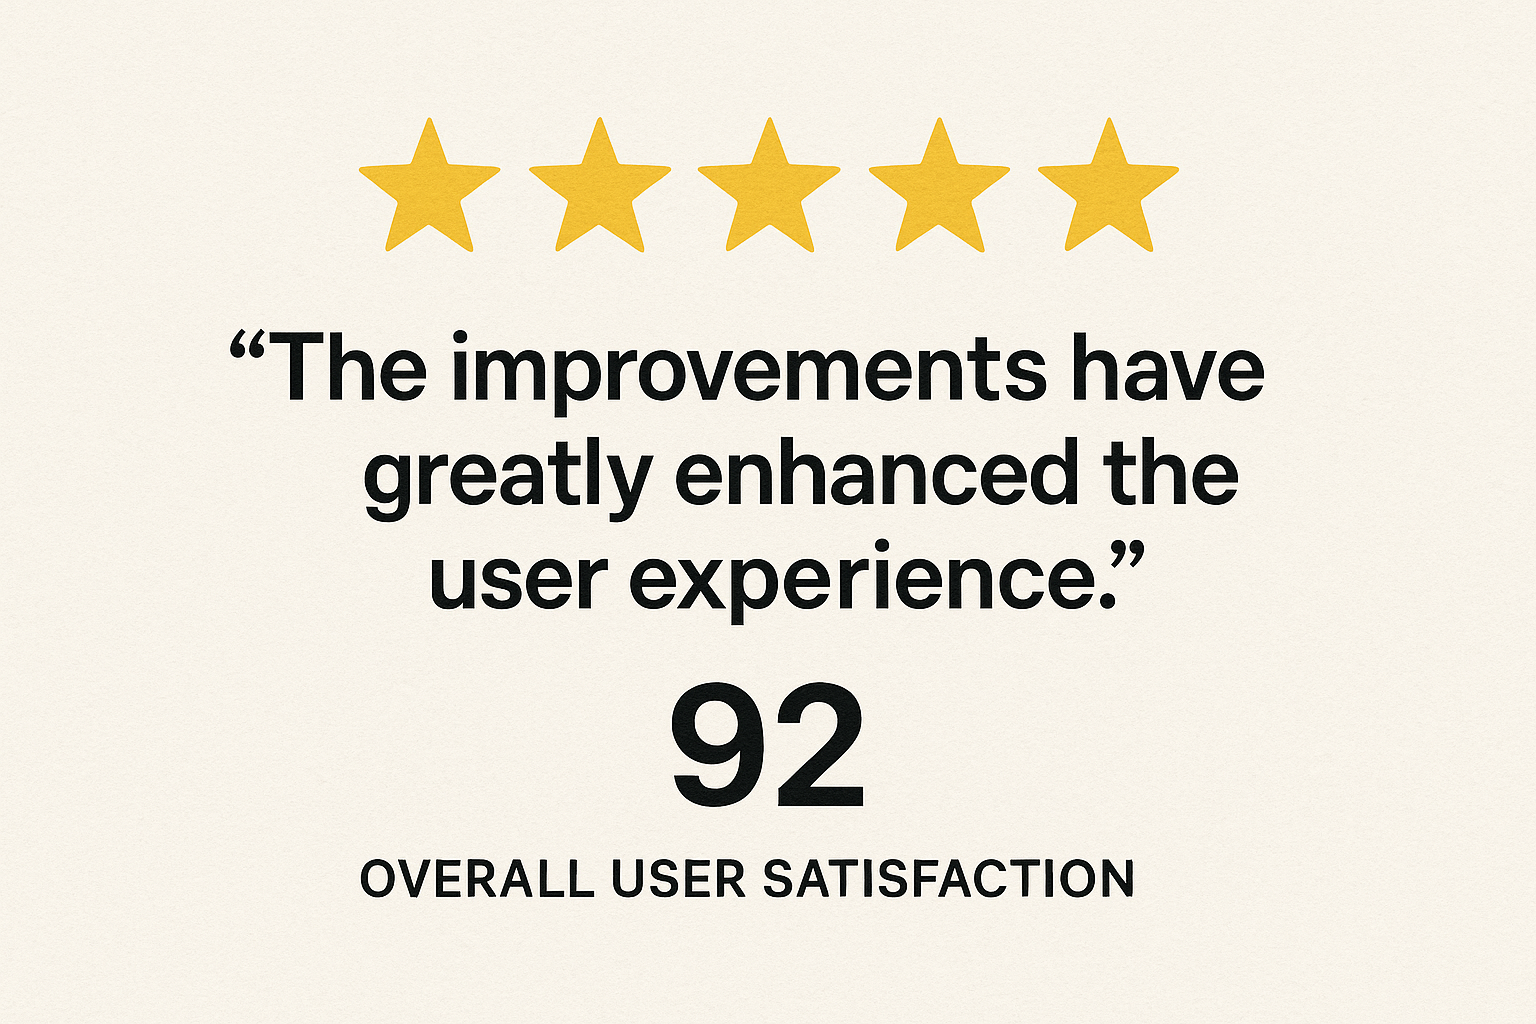 “The improvements have
greatly enhanced the
user experience.”
92
OVERALL USER SATISFACTION